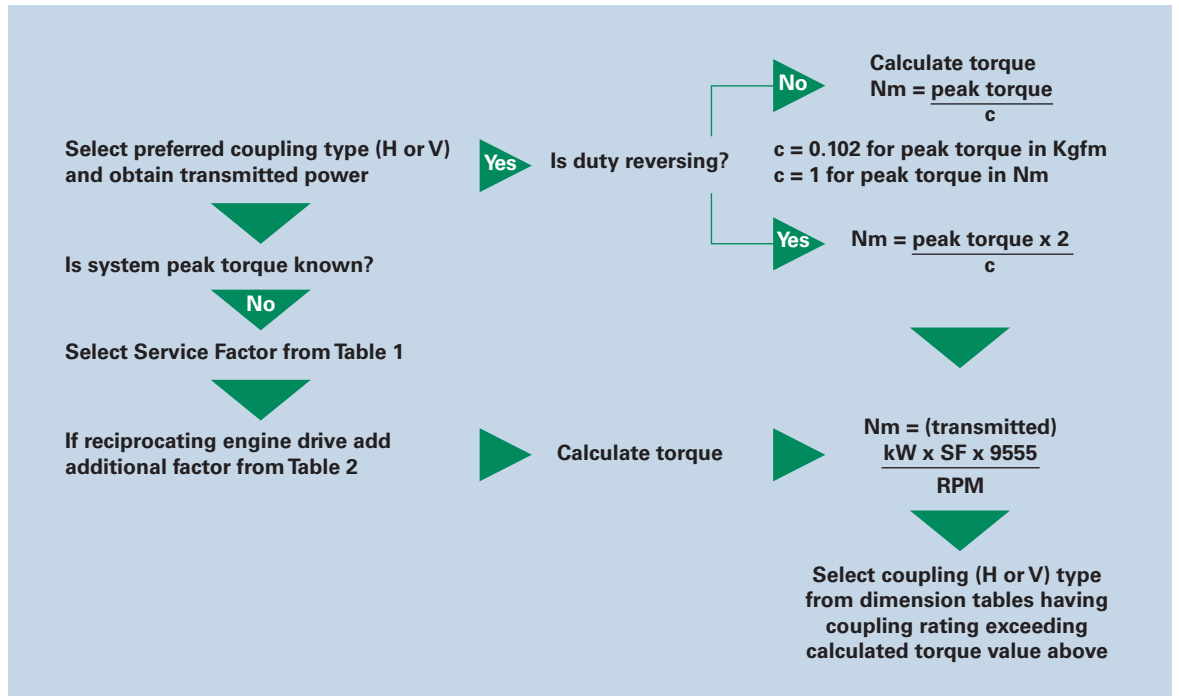 Select preferred coupling type (H or V)
and obtain transmitted power
Yes
Is duty reversing?
No
Calculate torque
Nm = peak torque
c
c = 0.102 for peak torque in Kgfm
c = 1 for peak torque in Nm
Yes
Nm = peak torque x 2
c
Is system peak torque known?
No
Select Service Factor from Table 1
If reciprocating engine drive add
additional factor from Table 2
Calculate torque
Nm = (transmitted)
kW x SF x 9555
RPM
Select coupling (H or V) type
from dimension tables having
coupling rating exceeding
calculated torque value above